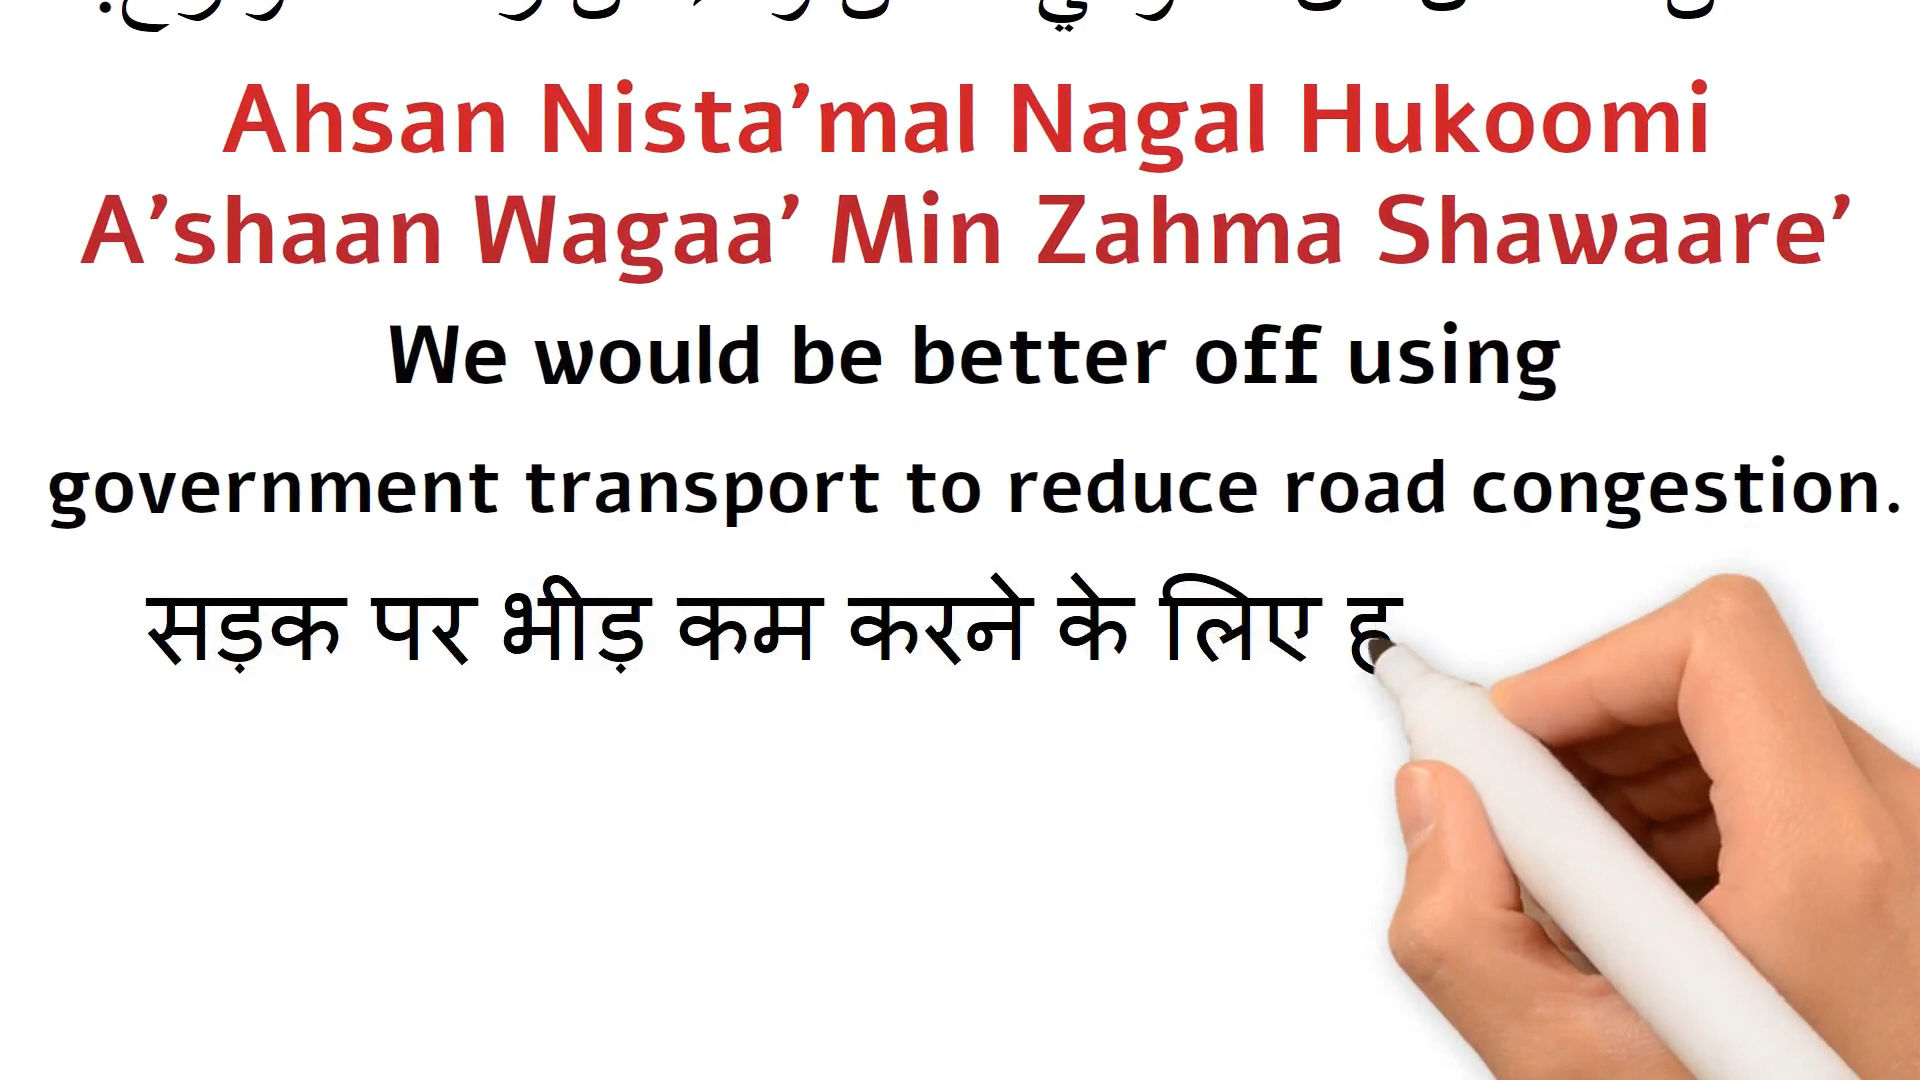 Ahsan Nista’mal Nagal Hukoomi
A’shaan Wagaa’ Min Zahma Shawaare’
We would be better off using
government transport to reduce road congestion.
सड़क पर भीड़ कम करने के लिए ह